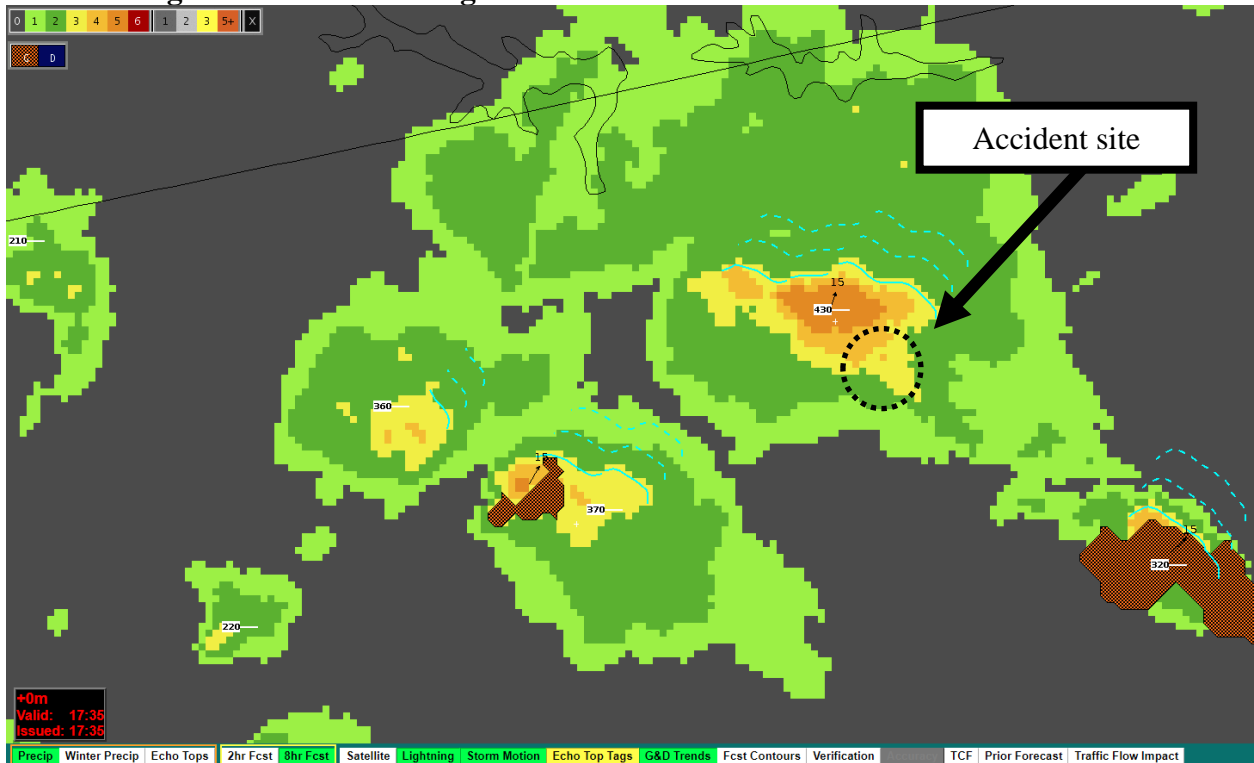 0 1 2 3 4 5 6 1 2 3 5+ X
G D
Accident site
210
15
430
360
15
370
15
320
220
+0m
Valid: 17:35
Issued: 17:35
Precip Winter Precip Echo Tops 2hr Fcst 8hr Fcst Satellite Lightning Storm Motion Echo Top Tags G&D Trends Fcst Contours Verification Accuracy TCF Prior Forecast Traffic Flow Impact